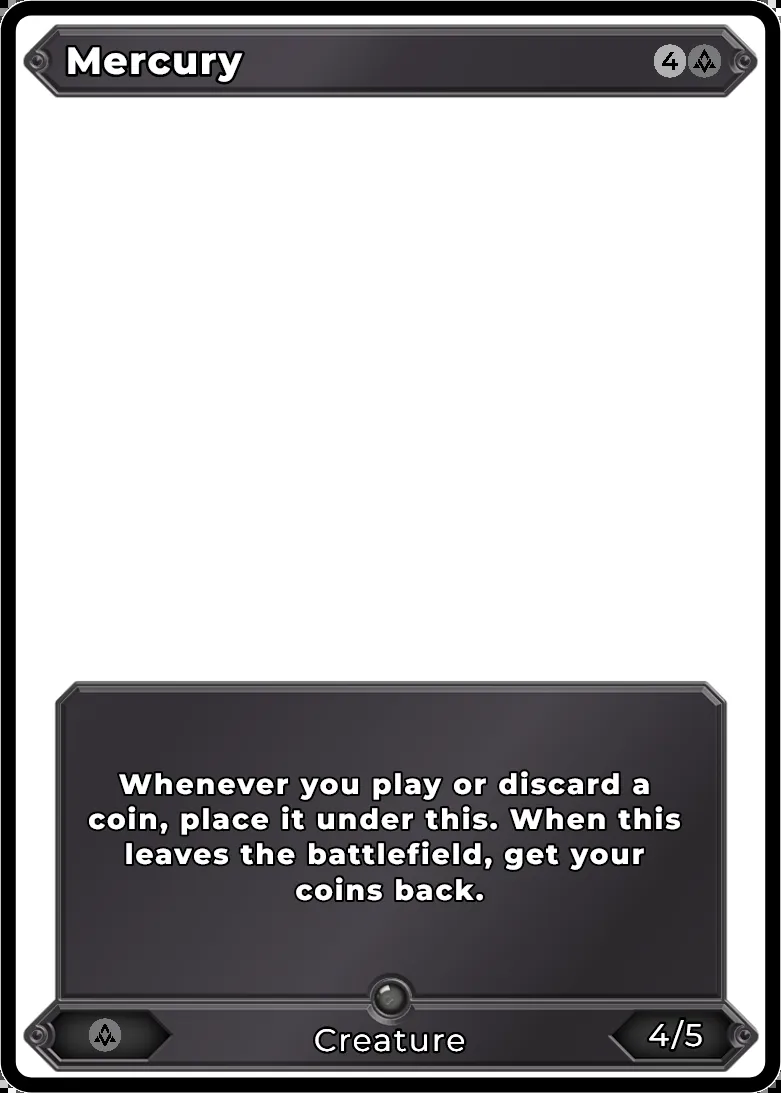 Mercury
4
Whenever you play or discard a
coin, place it under this. When this
leaves the battlefield, get your
coins back.
Creature
4/5